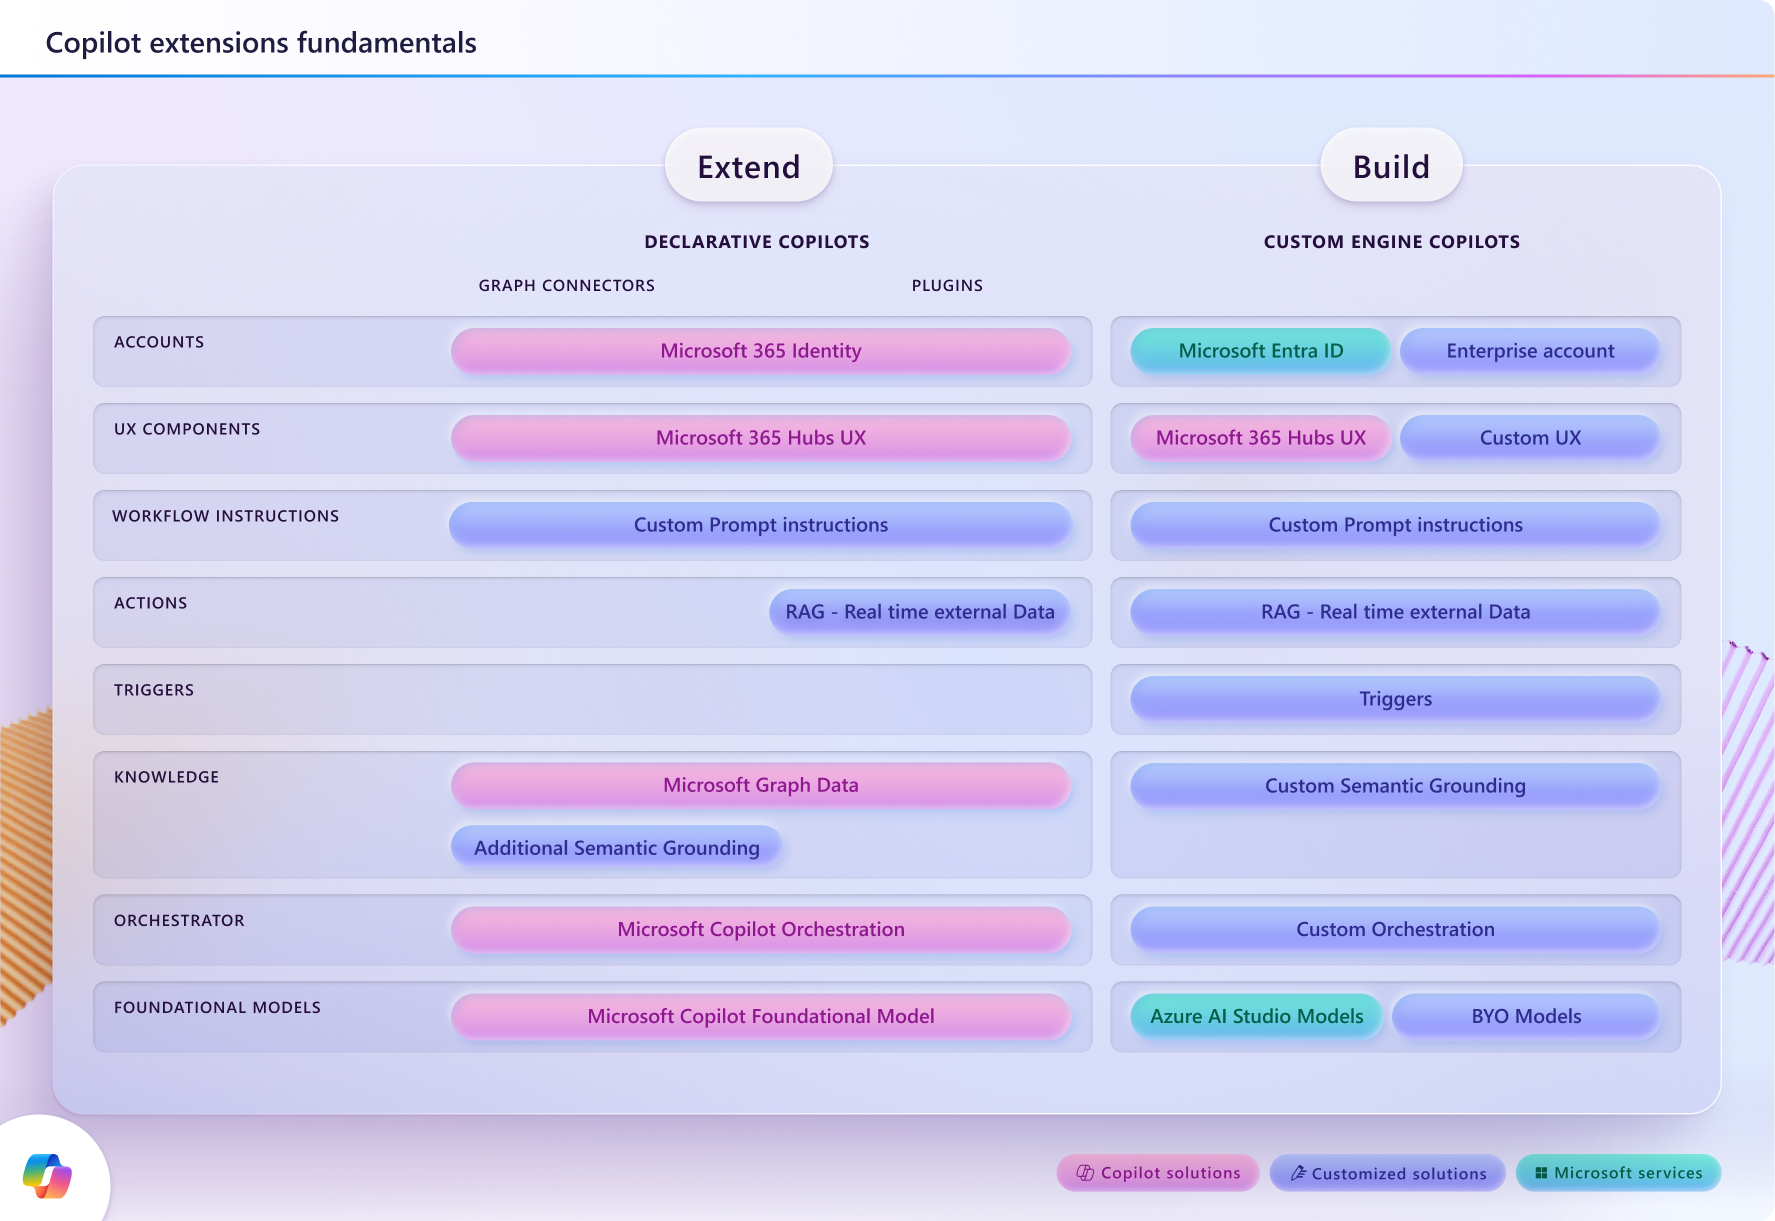 Copilot extensions fundamentals
Extend
Build
DECLARATIVE COPILOTS
CUSTOM ENGINE COPILOTS
GRAPH CONNECTORS
PLUGINS
ACCOUNTS
Microsoft 365 Identity
Microsoft Entra ID
Enterprise account
UX COMPONENTS
Microsoft 365 Hubs UX
Microsoft 365 Hubs UX
Custom UX
WORKFLOW INSTRUCTIONS
Custom Prompt instructions
Custom Prompt instructions
ACTIONS
RAG - Real time external Data
RAG - Real time external Data
TRIGGERS
Triggers
KNOWLEDGE
Microsoft Graph Data
Custom Semantic Grounding
Additional Semantic Grounding
ORCHESTRATOR
Microsoft Copilot Orchestration
Custom Orchestration
FOUNDATIONAL MODELS
Microsoft Copilot Foundational Model
Azure AI Studio Models
BYO Models
Copilot solutions
Customized solutions
Microsoft services